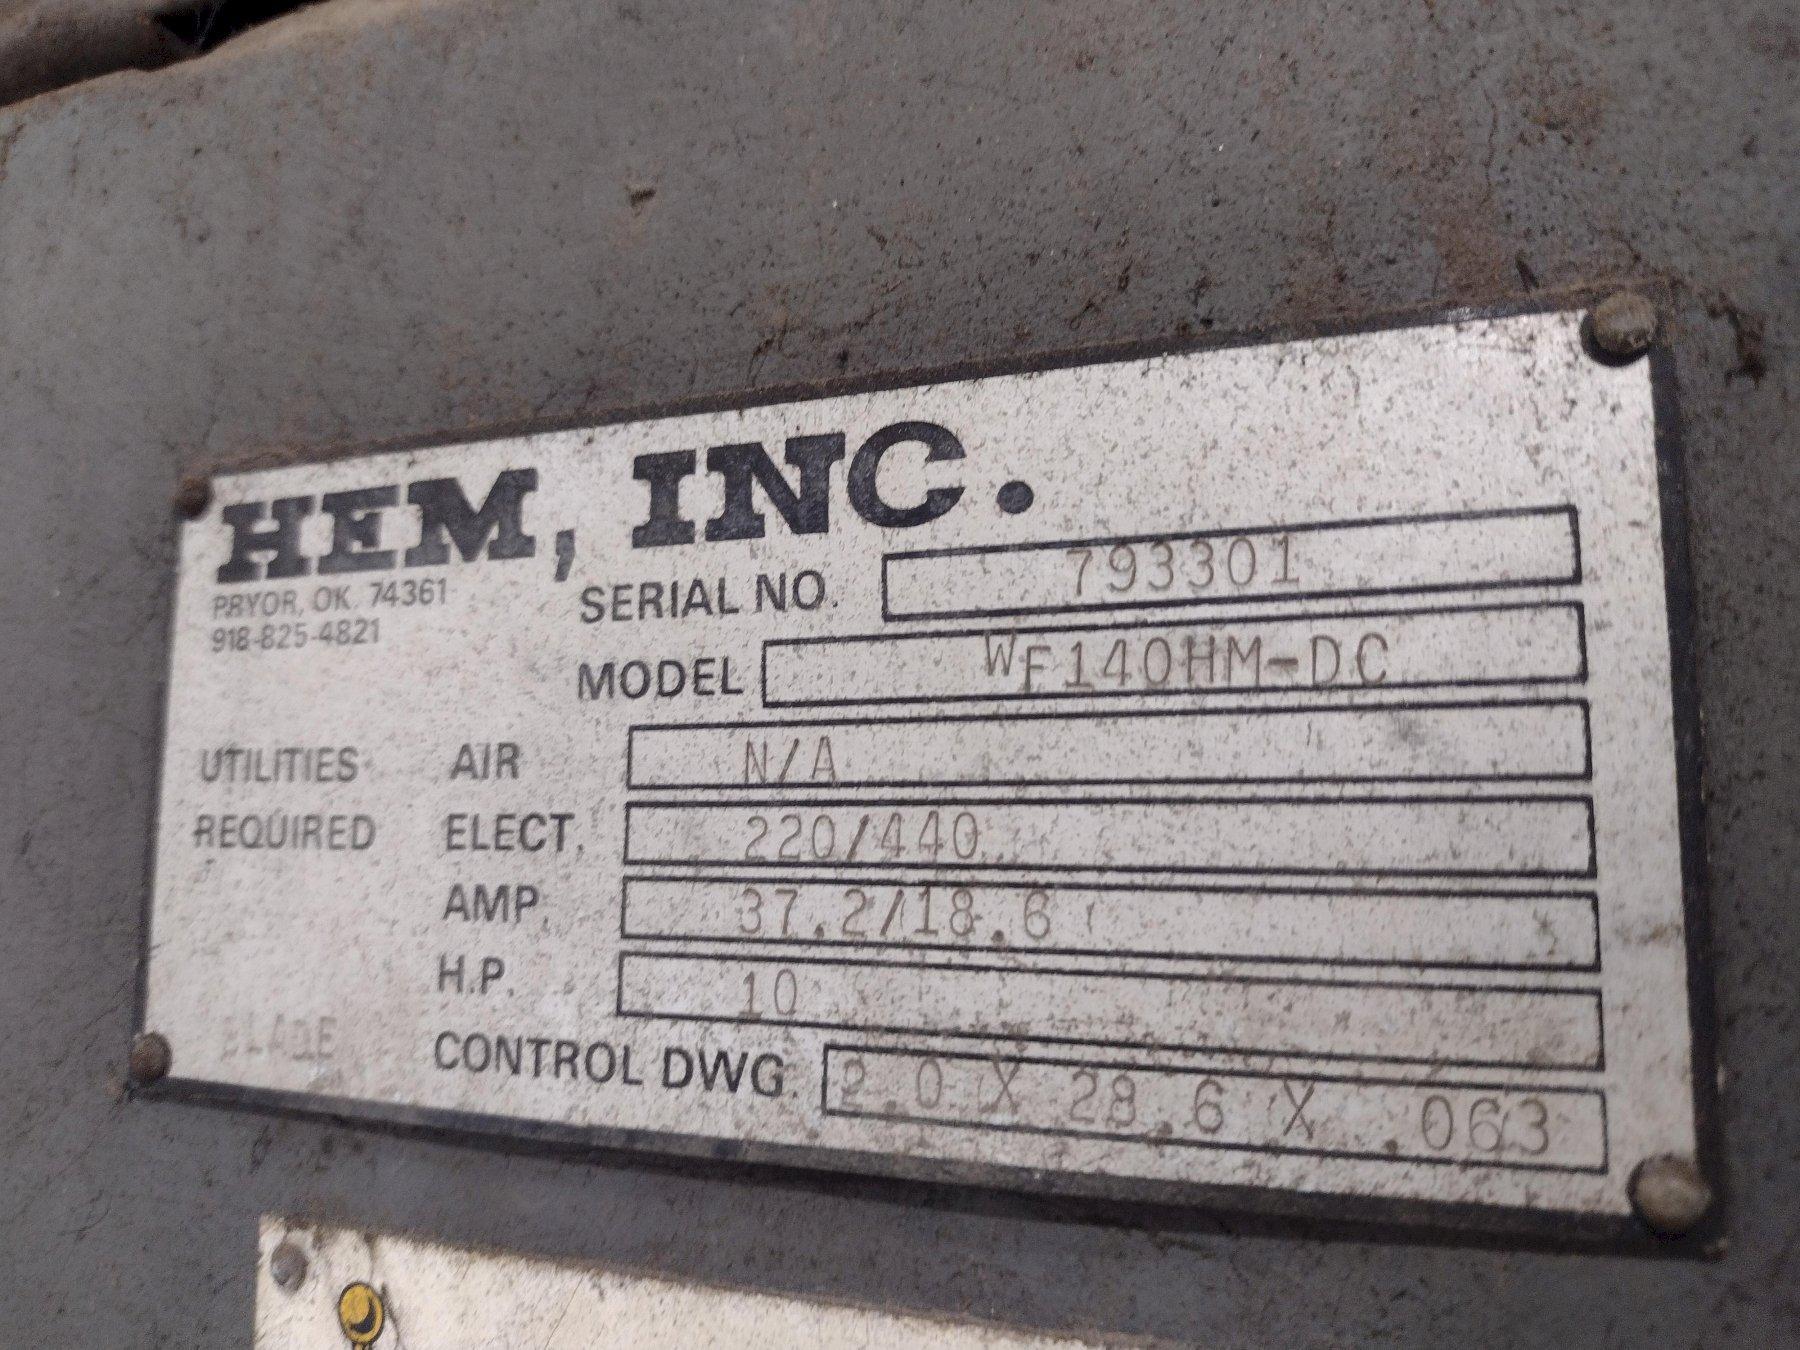 HEM, INC.
PRYOR, OK. 74361
918-825-4821
SERIAL NO. 793301
MODEL WF140HM-DC
UTILITIES AIR N/A
REQUIRED ELECT. 220/440
AMP. 37.2/18.6
H.P. 10
BLADE CONTROL DWG. 2.0 X 28.6 X .063